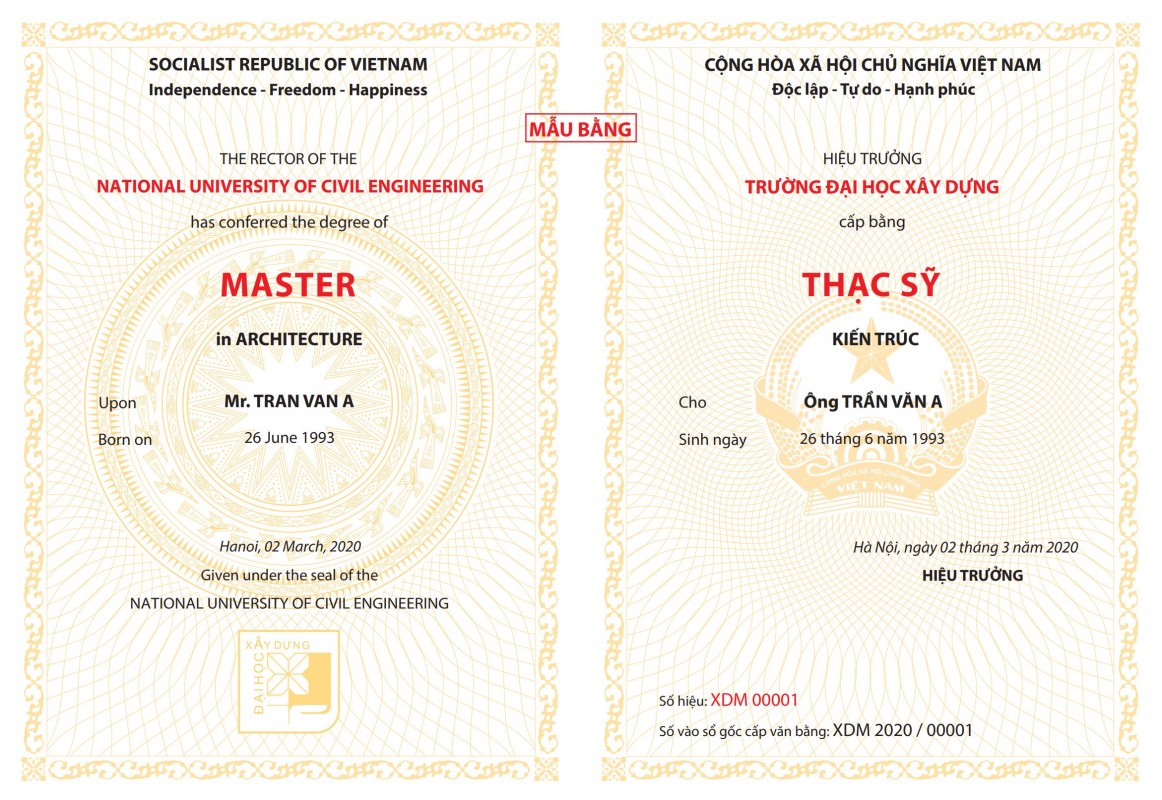 SOCIALIST REPUBLIC OF VIETNAM
Independence - Freedom - Happiness
THE RECTOR OF THE
NATIONAL UNIVERSITY OF CIVIL ENGINEERING
has conferred the degree of
MASTER
in ARCHITECTURE
Upon Mr. TRAN VAN A
Born on 26 June 1993
Hanoi, 02 March, 2020
Given under the seal of the
NATIONAL UNIVERSITY OF CIVIL ENGINEERING
XÂY DỰNG
ĐẠI HỌC
MẪU BẰNG
CỘNG HÒA XÃ HỘI CHỦ NGHĨA VIỆT NAM
Độc lập - Tự do - Hạnh phúc
HIỆU TRƯỞNG
TRƯỜNG ĐẠI HỌC XÂY DỰNG
cấp bằng
THẠC SỸ
KIẾN TRÚC
Cho Ông TRẦN VĂN A
Sinh ngày 26 tháng 6 năm 1993
CỘNG HÒA XÃ HỘI CHỦ NGHĨA
VIỆT NAM
Hà Nội, ngày 02 tháng 3 năm 2020
HIỆU TRƯỞNG
Số hiệu: XDM 00001
Số vào sổ gốc cấp văn bằng: XDM 2020 / 00001